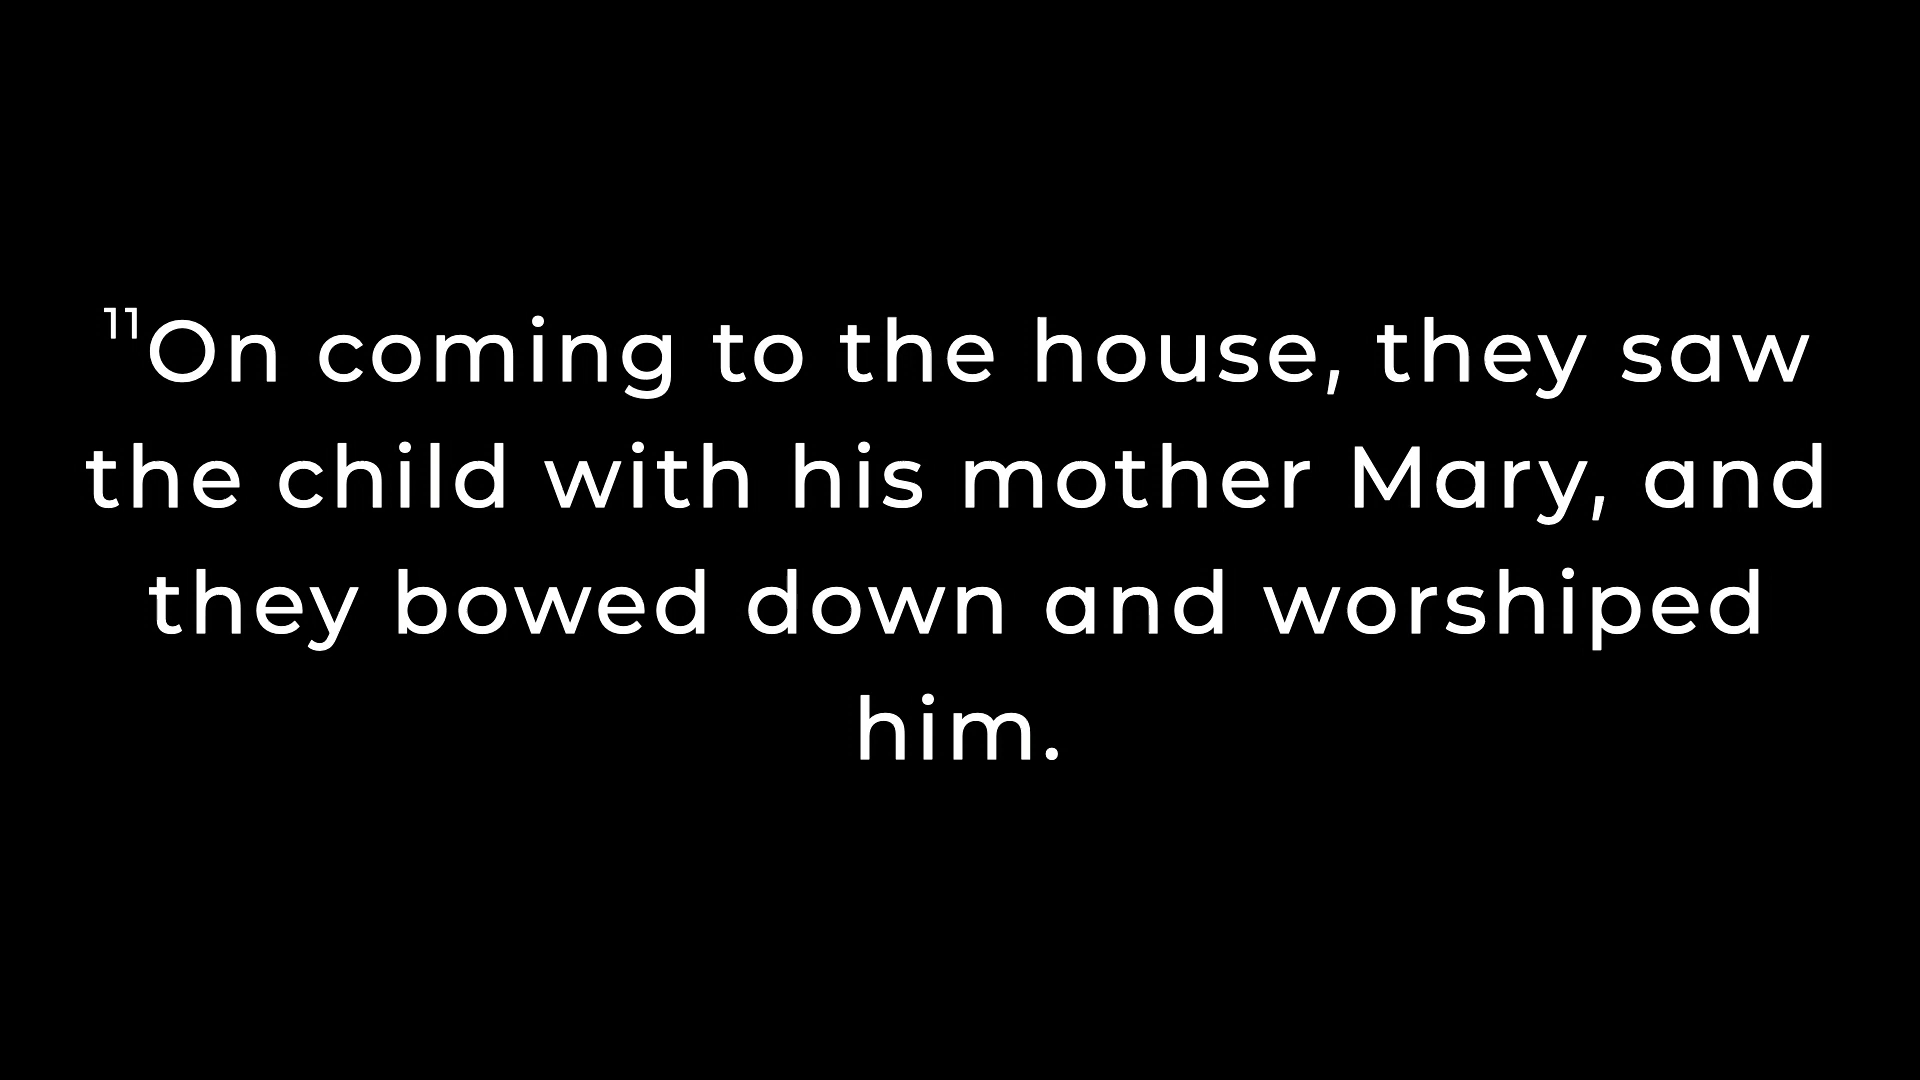 ¹¹On coming to the house, they saw
the child with his mother Mary, and
they bowed down and worshiped
him.